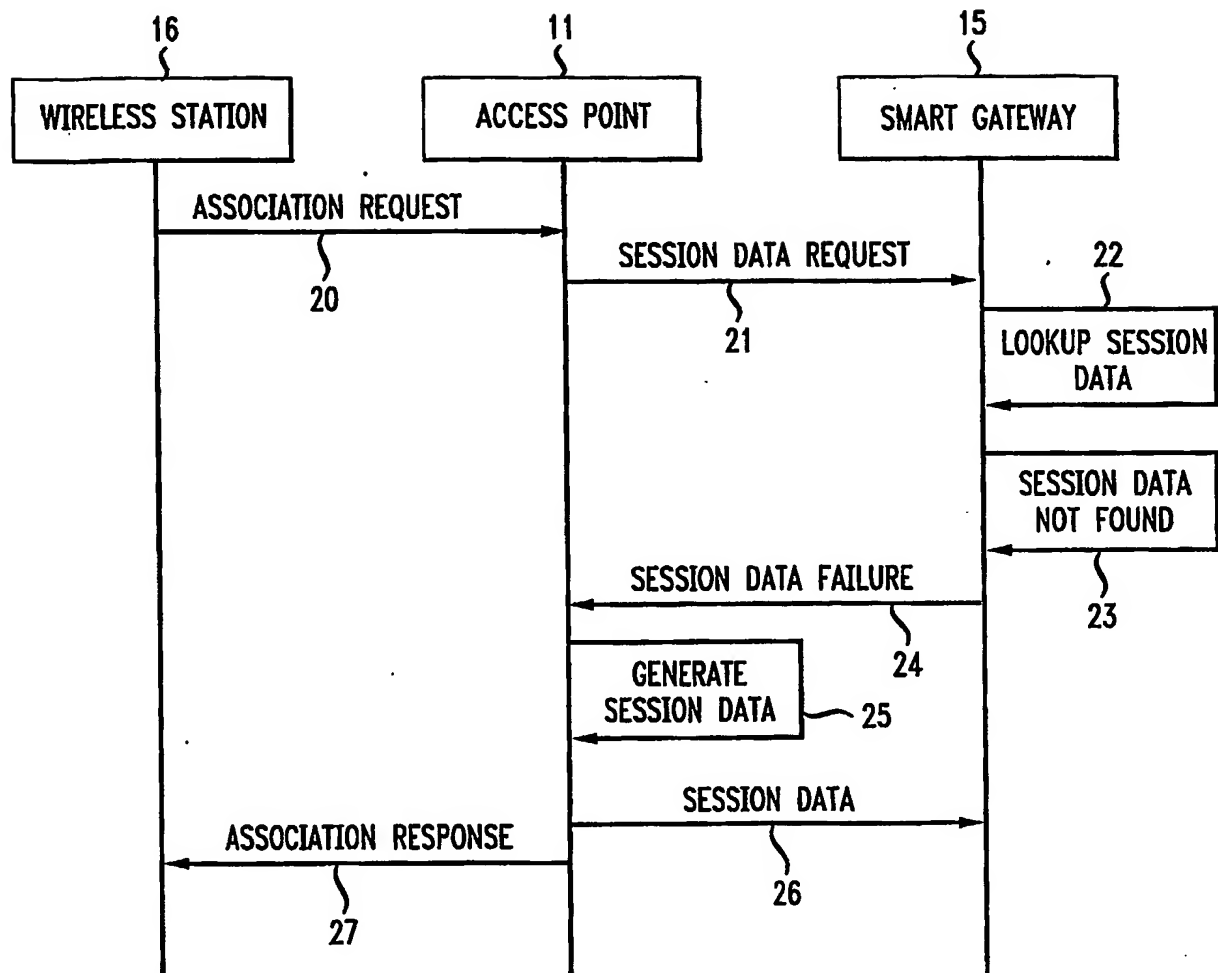 16
11
15
WIRELESS STATION
ACCESS POINT
SMART GATEWAY
ASSOCIATION REQUEST
20
SESSION DATA REQUEST
21
22
LOOKUP SESSION
DATA
SESSION DATA
NOT FOUND
23
SESSION DATA FAILURE
24
GENERATE
SESSION DATA
25
SESSION DATA
26
ASSOCIATION RESPONSE
27